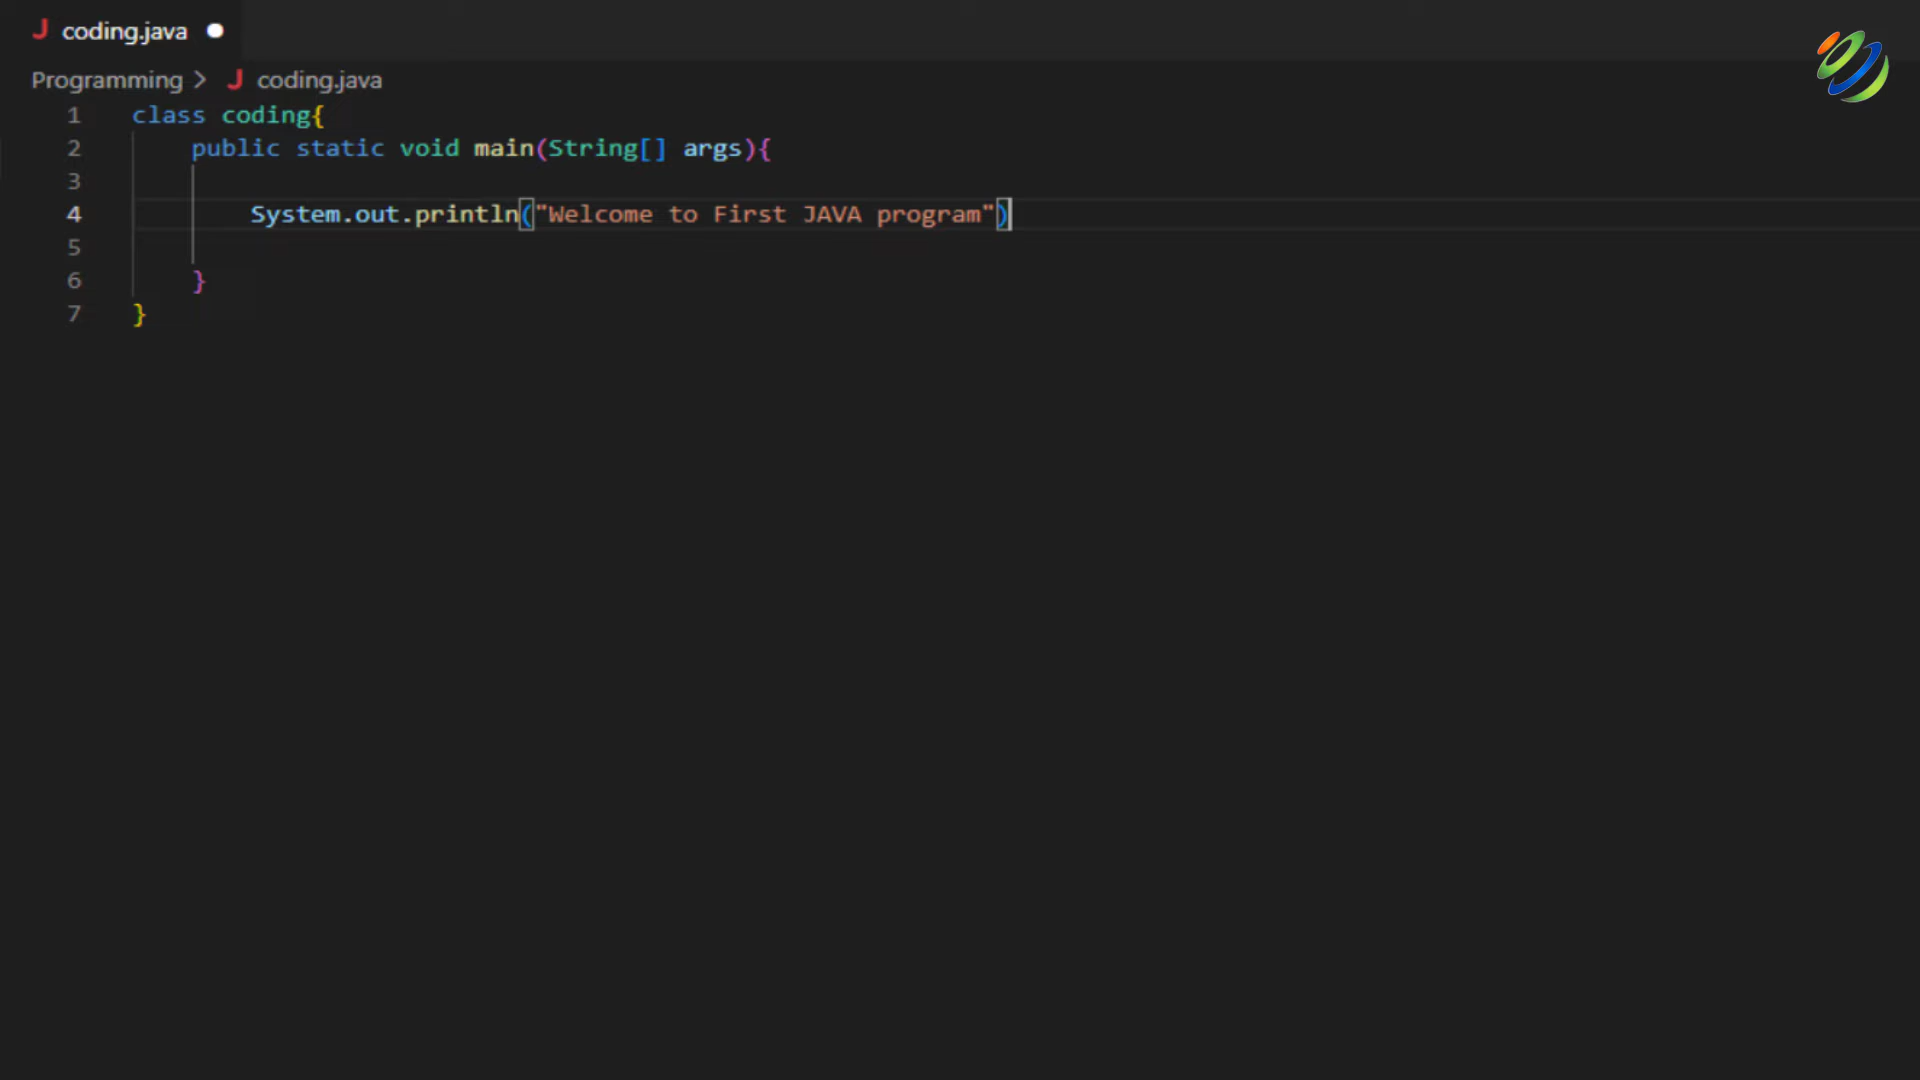 J coding.java
Programming > J coding.java
1 class coding{
2 public static void main(String[] args){
3
4 System.out.println("Welcome to First JAVA program")
5
6 }
7 }